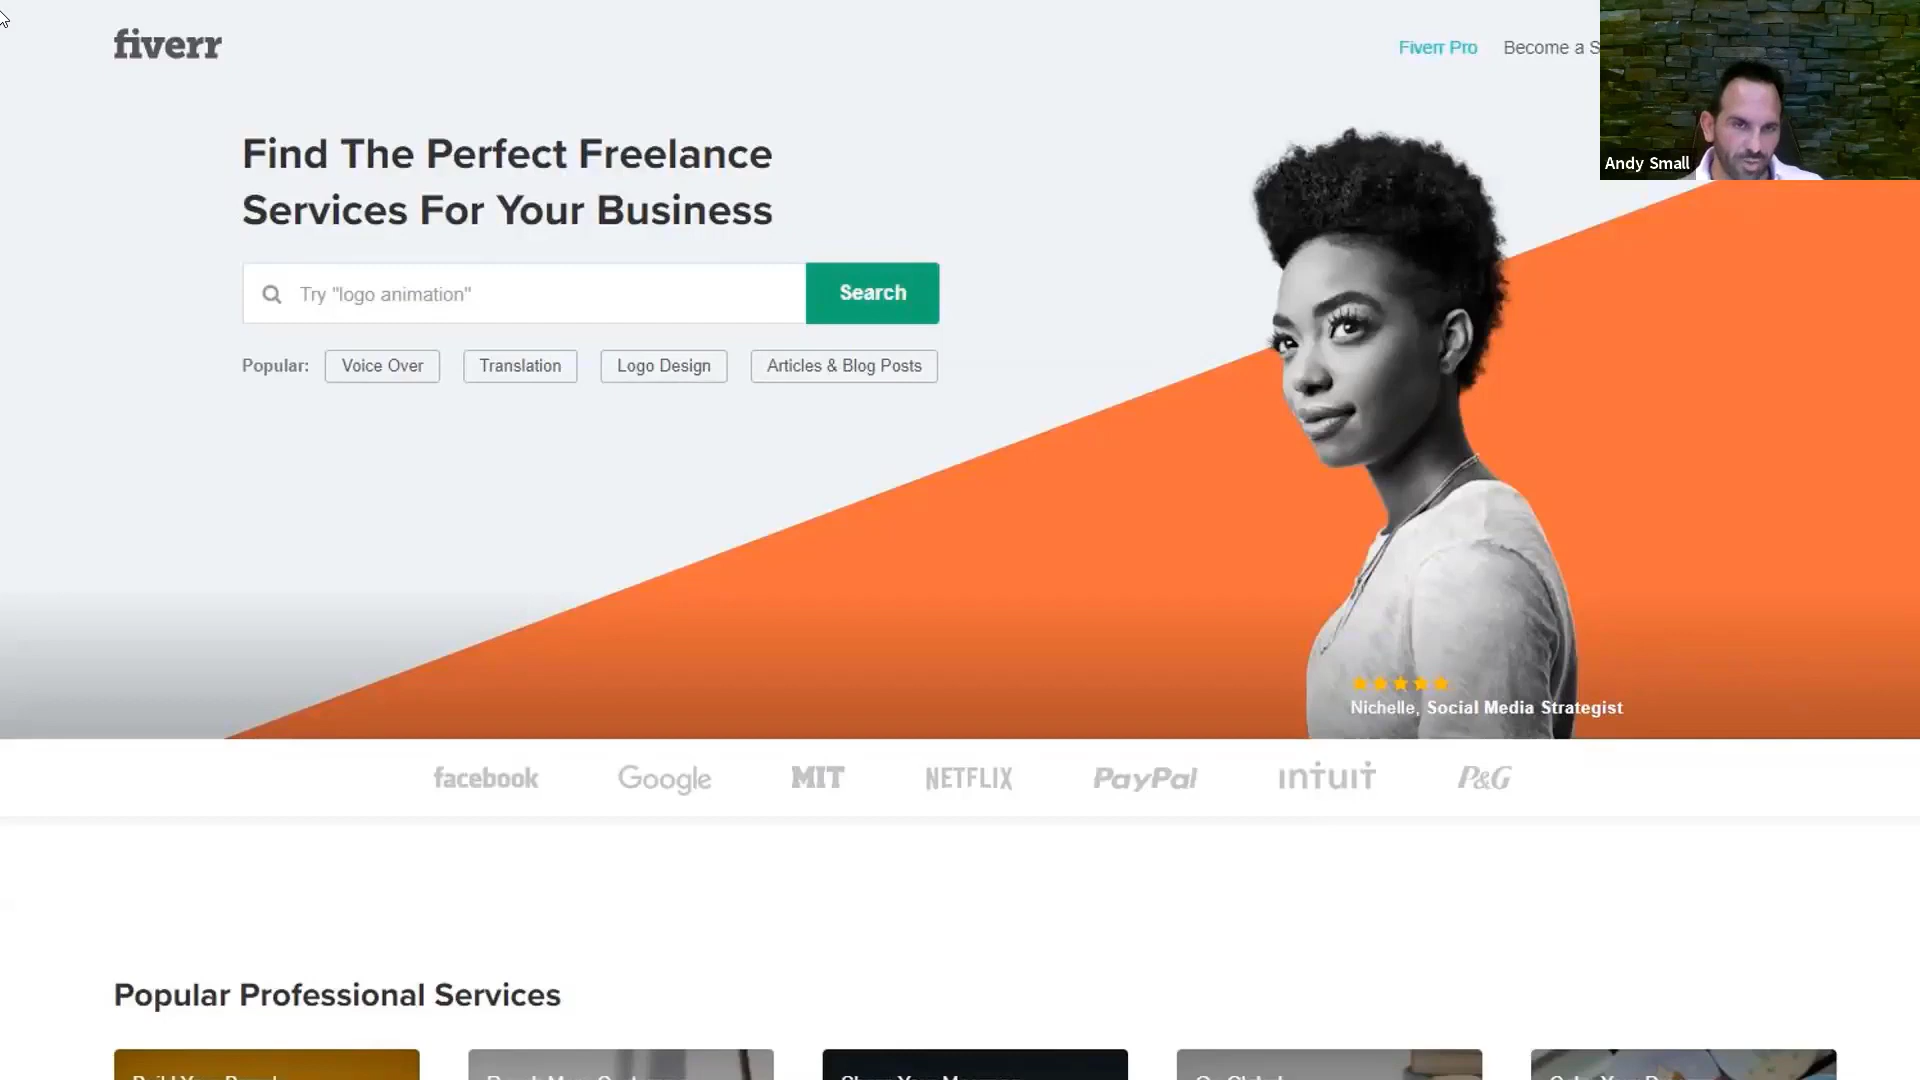 fiverr
Fiverr Pro
Become a S
Andy Small
Find The Perfect Freelance
Services For Your Business
Try "logo animation"
Search
Popular:
Voice Over
Translation
Logo Design
Articles & Blog Posts
Nichelle, Social Media Strategist
facebook
Google
MIT
NETFLIX
PayPal
intuit
P&G
Popular Professional Services